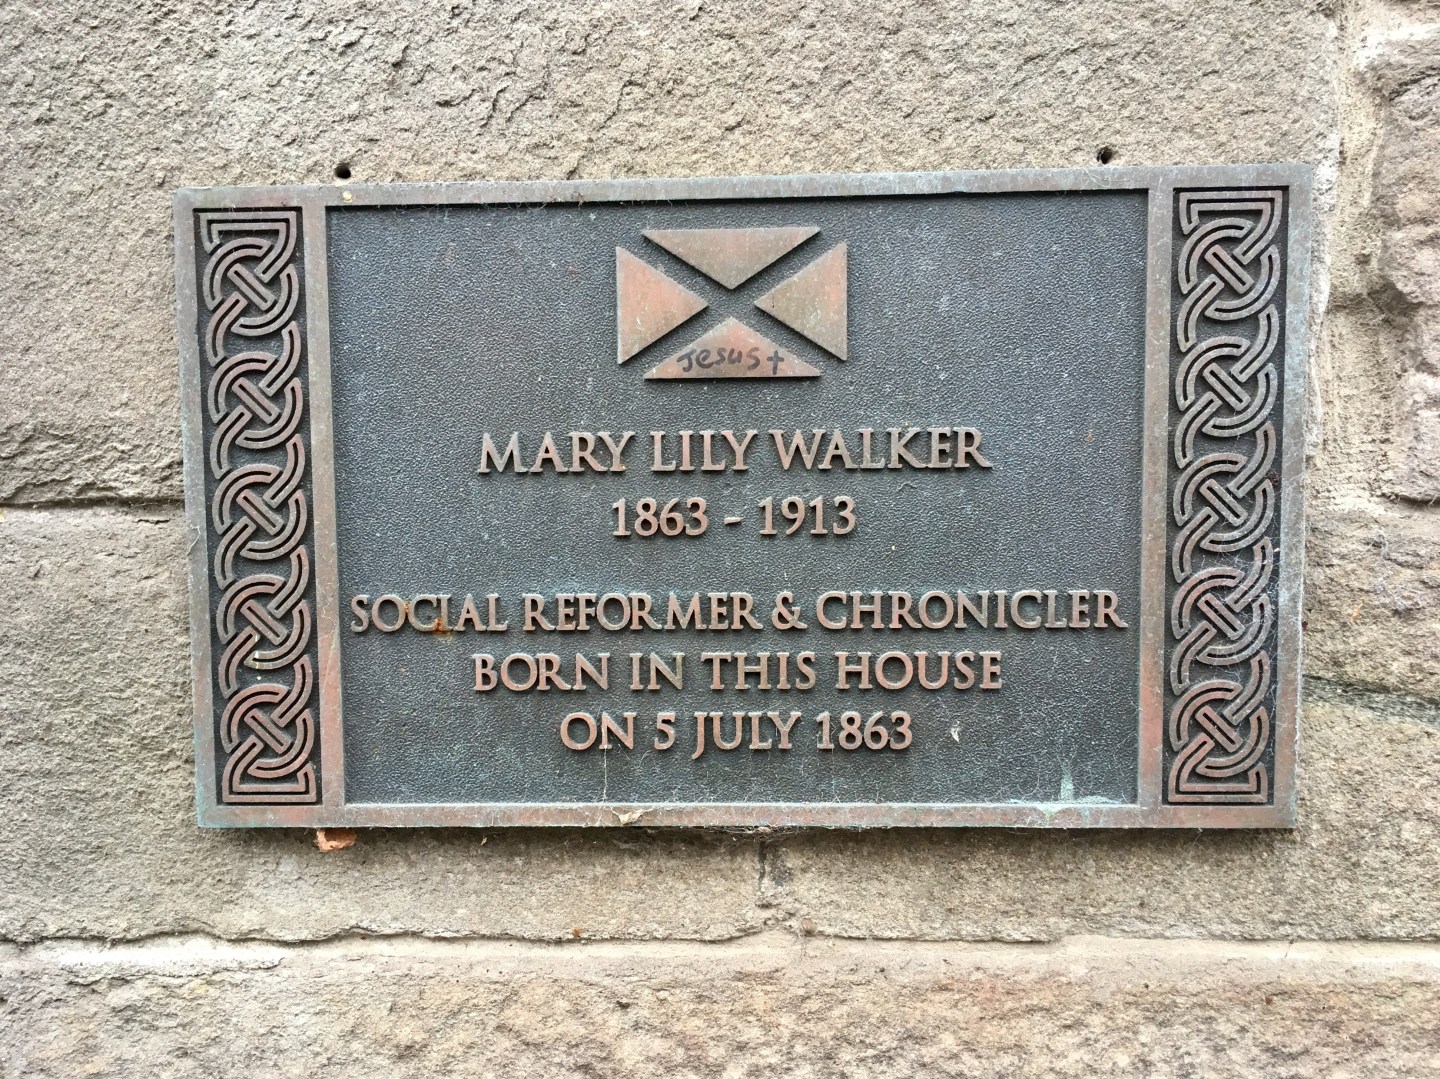 Jesus +
MARY LILY WALKER
1863 - 1913
SOCIAL REFORMER & CHRONICLER
BORN IN THIS HOUSE
ON 5 JULY 1863